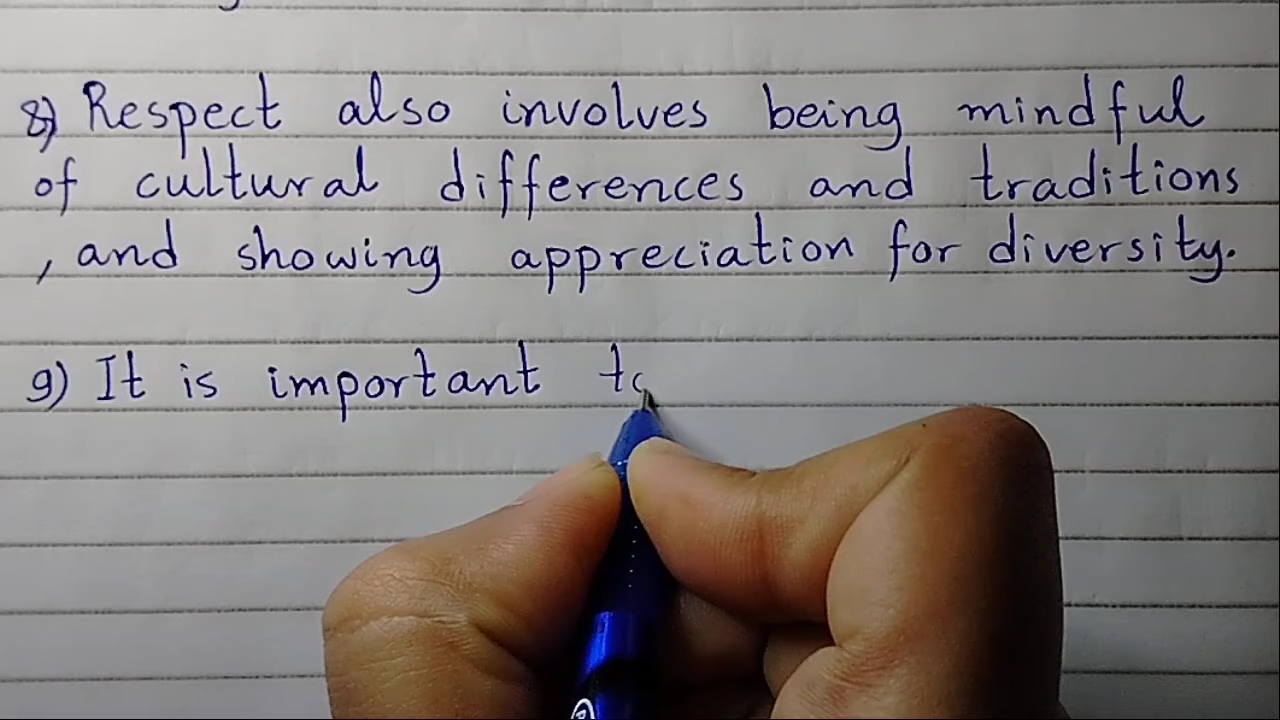 8) Respect also involves being mindful
of cultural differences and traditions
, and showing appreciation for diversity.
9) It is important